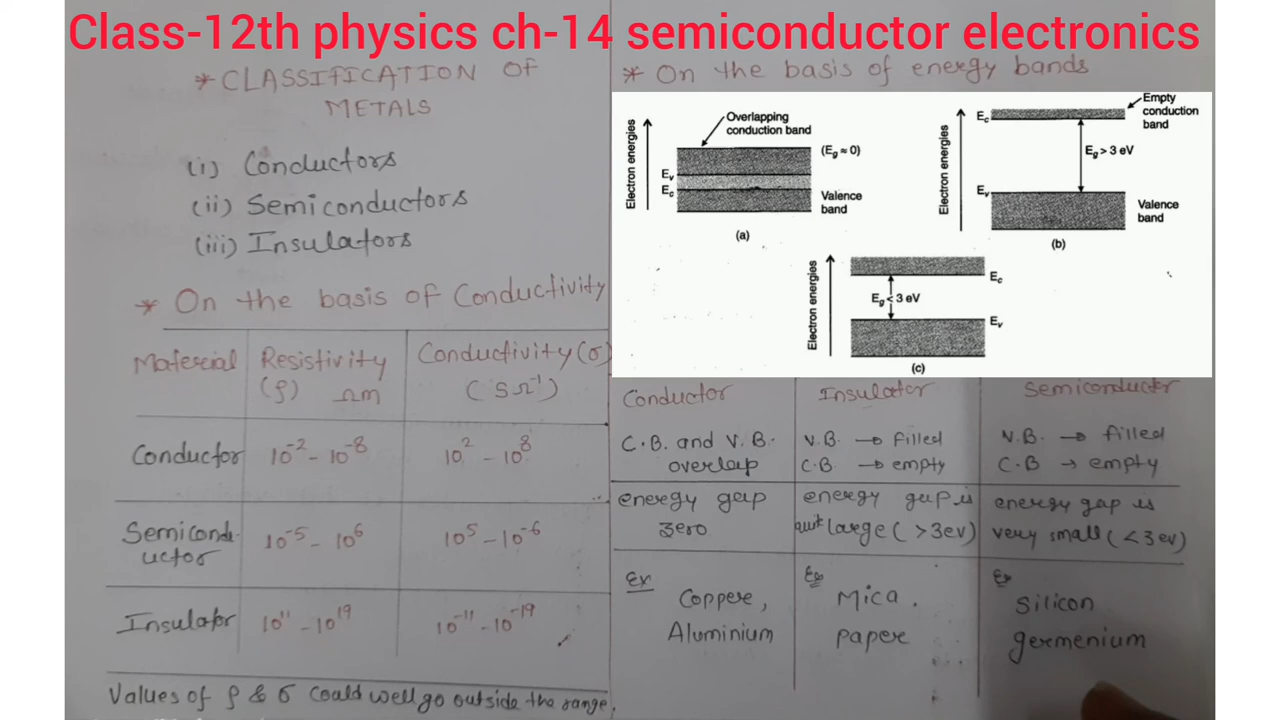 Class-12th physics ch-14 semiconductor electronics
* CLASSIFICATION OF
METALS
(i) Conductors
(ii) Semiconductors
(iii) Insulators
* On the basis of Conductivity
Material Resistivity Conductivity (σ)
(ρ) Ωm (SΩ⁻¹)
Conductor 10⁻² - 10⁻⁸ 10² - 10⁸
Semicond-
uctor 10⁻⁵ - 10⁶ 10⁵ - 10⁻⁶
Insulator 10¹¹ - 10¹⁹ 10⁻¹¹ - 10⁻¹⁹
Values of ρ & σ could well go outside the range.
* On the basis of energy bands
Electron energies
Overlapping
conduction band
(Eg ≈ 0)
Ev
Ec
Valence
band
(a)
Electron energies
Empty
conduction
band
Ec
Eg > 3 eV
Ev
Valence
band
(b)
Electron energies
Ec
Eg < 3 eV
Ev
(c)
Conductor Insulator Semiconductor
C.B. and V.B. V.B. → filled V.B. → filled
overlap C.B → empty C.B → empty
energy gap energy gap is energy gap is
zero large (>3ev) very small (<3ev)
Ex Ex Ex
Coppere, Mica. Silicon
Aluminium paper germenium